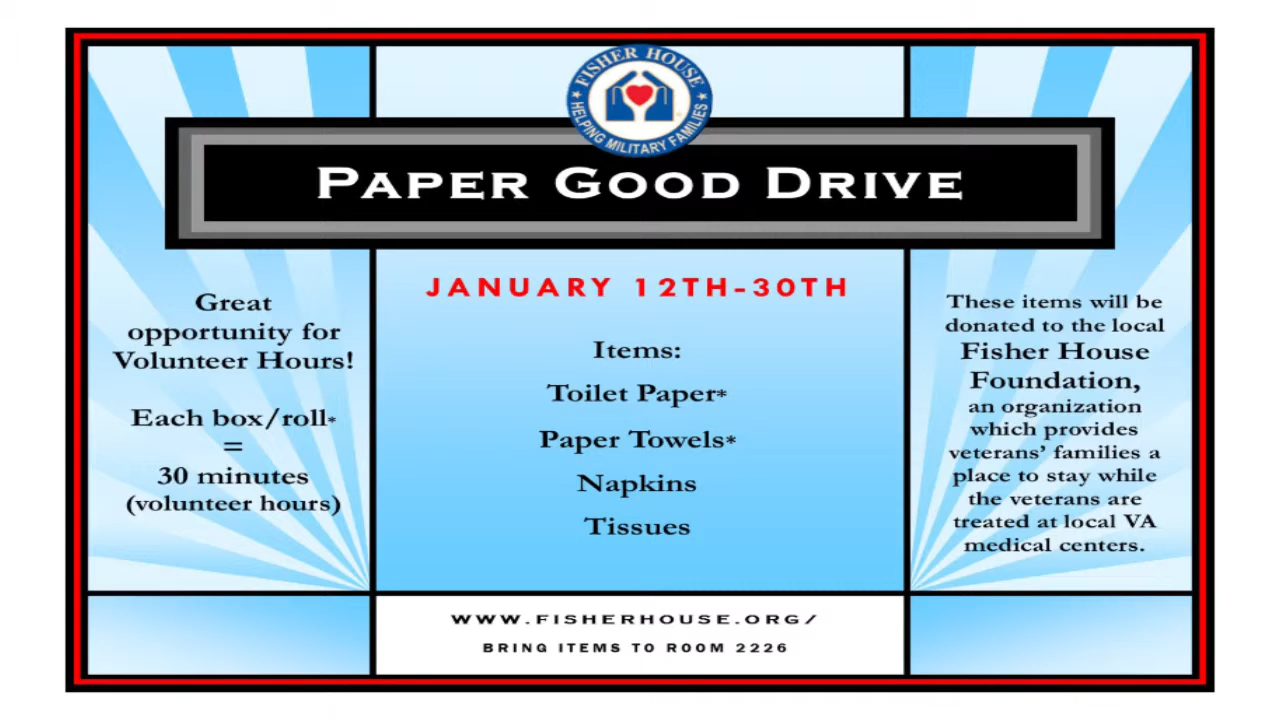 FISHER HOUSE
★ HELPING MILITARY FAMILIES ★
PAPER GOOD DRIVE
JANUARY 12TH-30TH
Great
opportunity for
Volunteer Hours!
Each box/roll*
=
30 minutes
(volunteer hours)
Items:
Toilet Paper*
Paper Towels*
Napkins
Tissues
These items will be
donated to the local
Fisher House
Foundation,
an organization
which provides
veterans’ families a
place to stay while
the veterans are
treated at local VA
medical centers.
WWW.FISHERHOUSE.ORG/
BRING ITEMS TO ROOM 2226